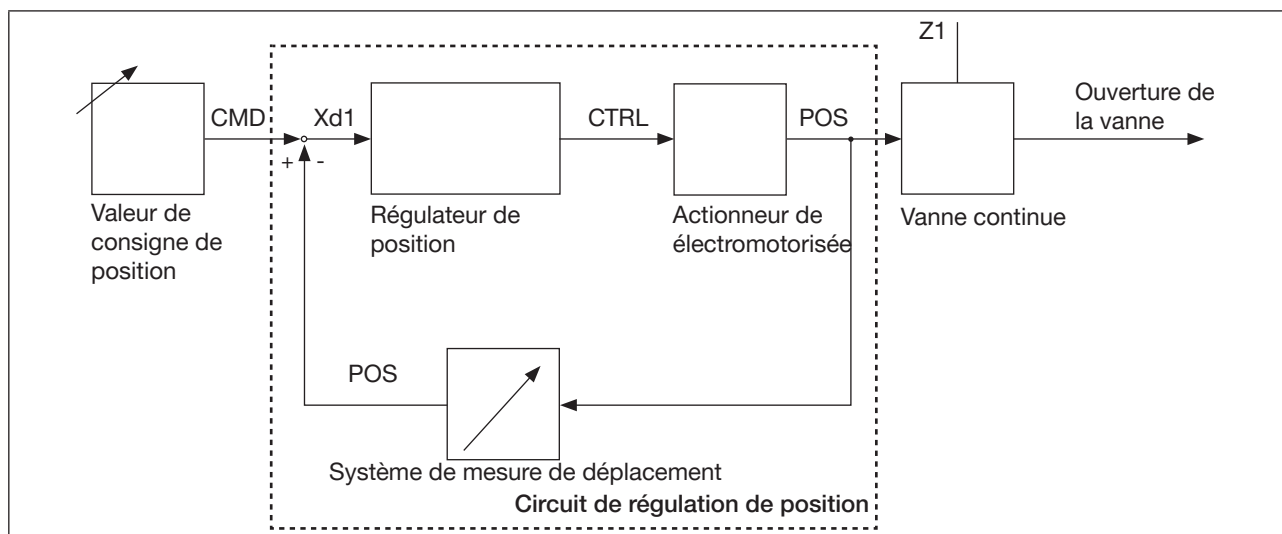 Z1
CMD
Xd1
CTRL
POS
Ouverture de
la vanne
+ -
Valeur de
consigne de
position
Régulateur de
position
Actionneur de
électromotorisée
Vanne continue
POS
Système de mesure de déplacement
Circuit de régulation de position